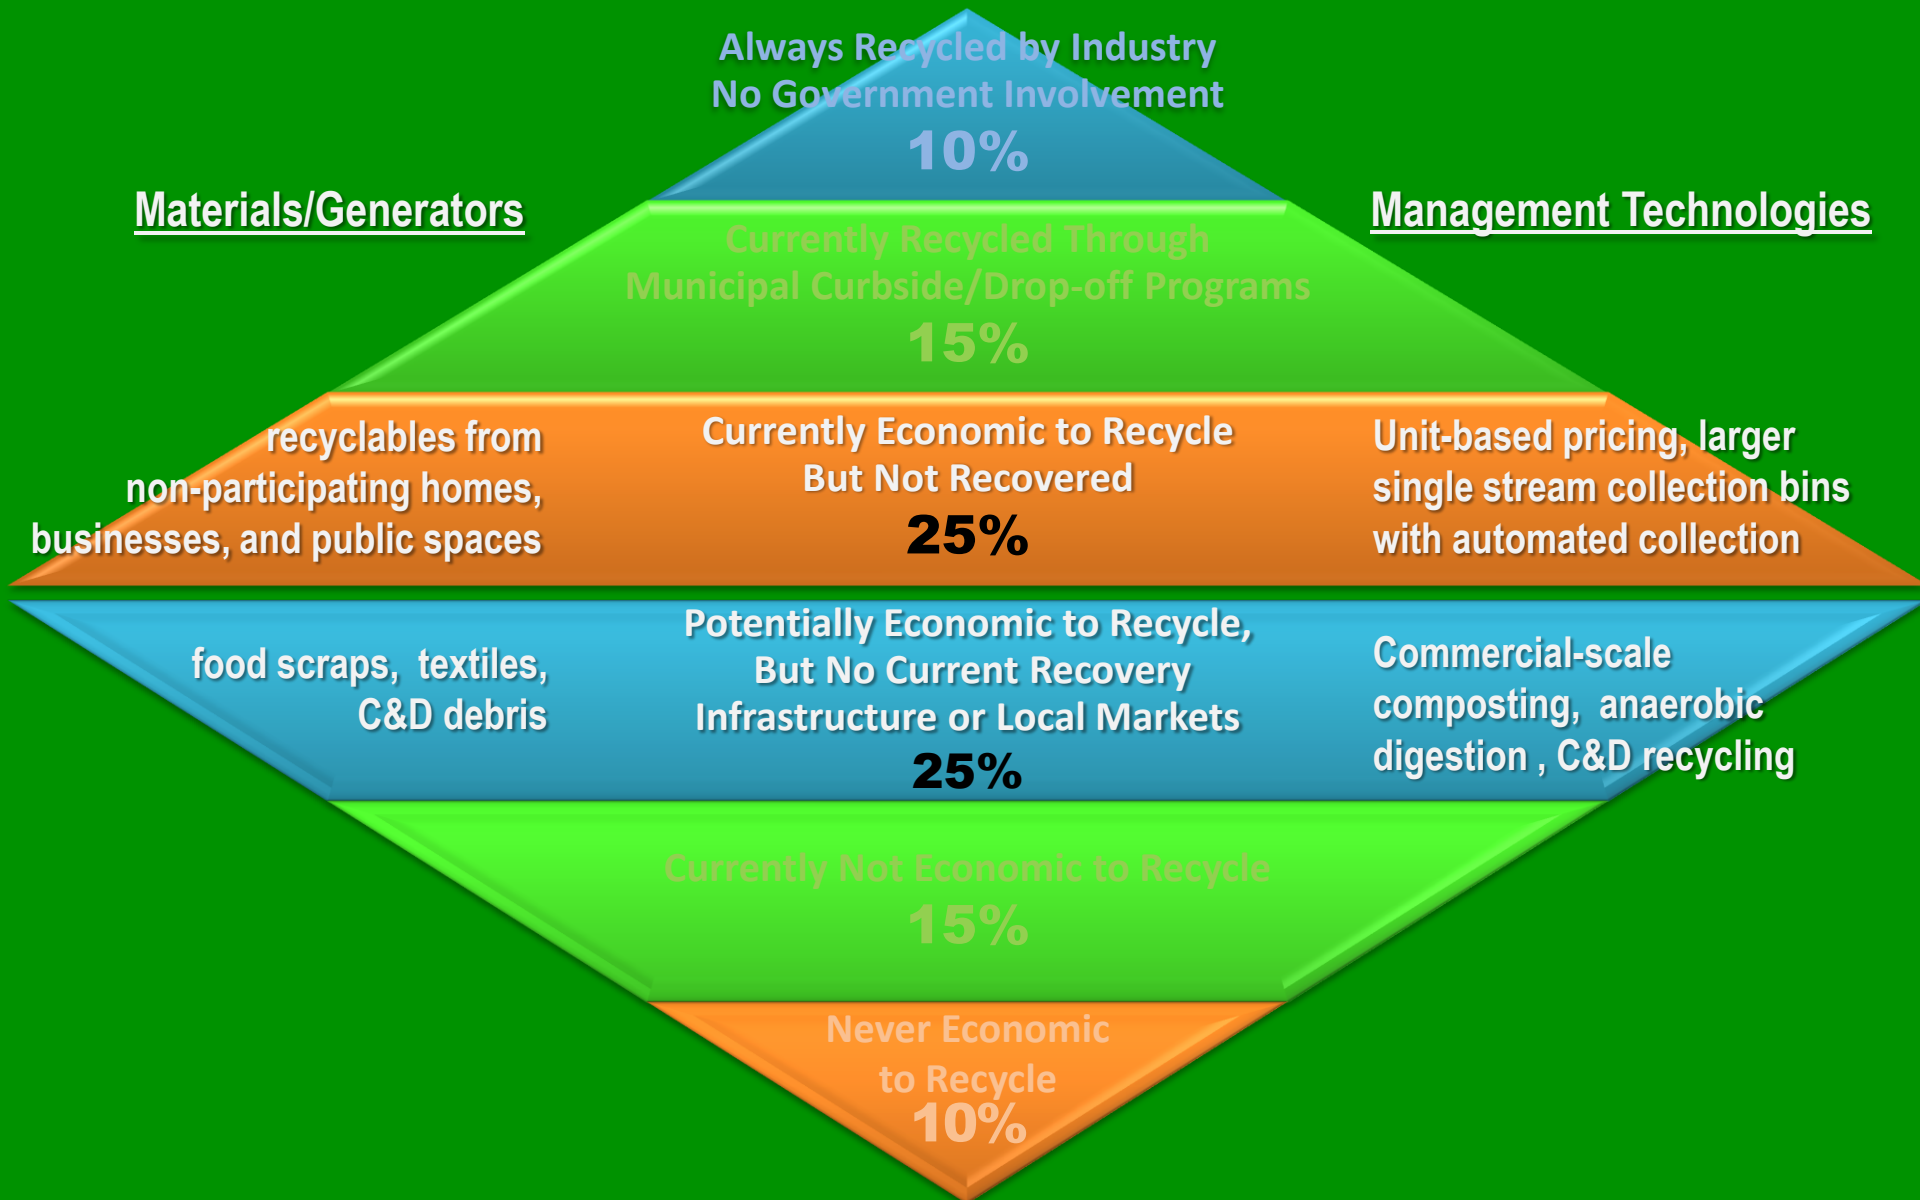 Always Recycled by Industry
No Government Involvement
10%
Materials/Generators
Management Technologies
Currently Recycled Through
Municipal Curbside/Drop-off Programs
15%
recyclables from
non-participating homes,
businesses, and public spaces
Currently Economic to Recycle
But Not Recovered
25%
Unit-based pricing, larger
single stream collection bins
with automated collection
food scraps, textiles,
C&D debris
Potentially Economic to Recycle,
But No Current Recovery
Infrastructure or Local Markets
25%
Commercial-scale
composting, anaerobic
digestion , C&D recycling
Currently Not Economic to Recycle
15%
Never Economic
to Recycle
10%